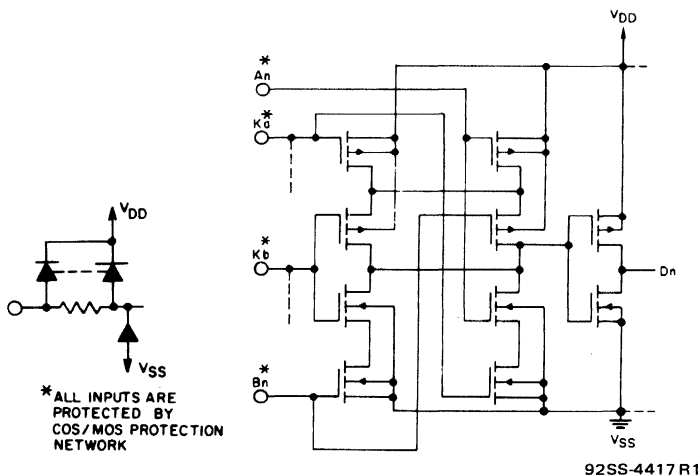 VDD
*
An
*
Ka
*
Kb
*
Bn
Dn
VSS
VDD
VSS
*ALL INPUTS ARE
PROTECTED BY
COS/MOS PROTECTION
NETWORK
92SS-4417 R1